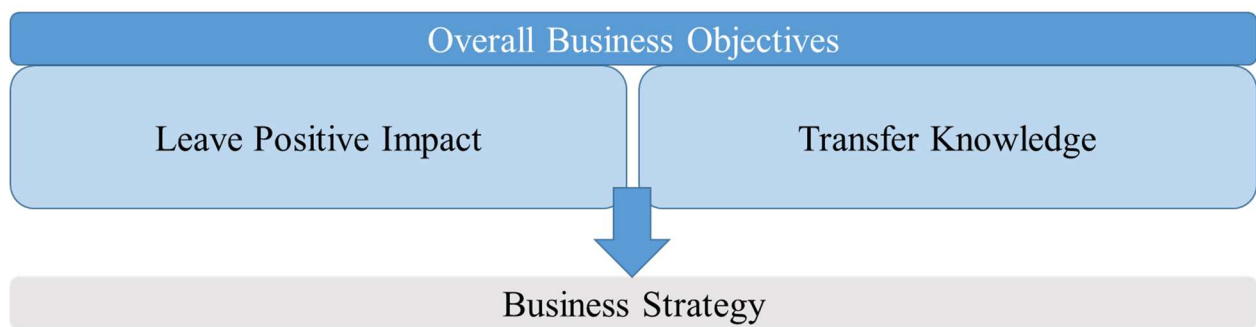 Overall Business Objectives
Leave Positive Impact
Transfer Knowledge
Business Strategy